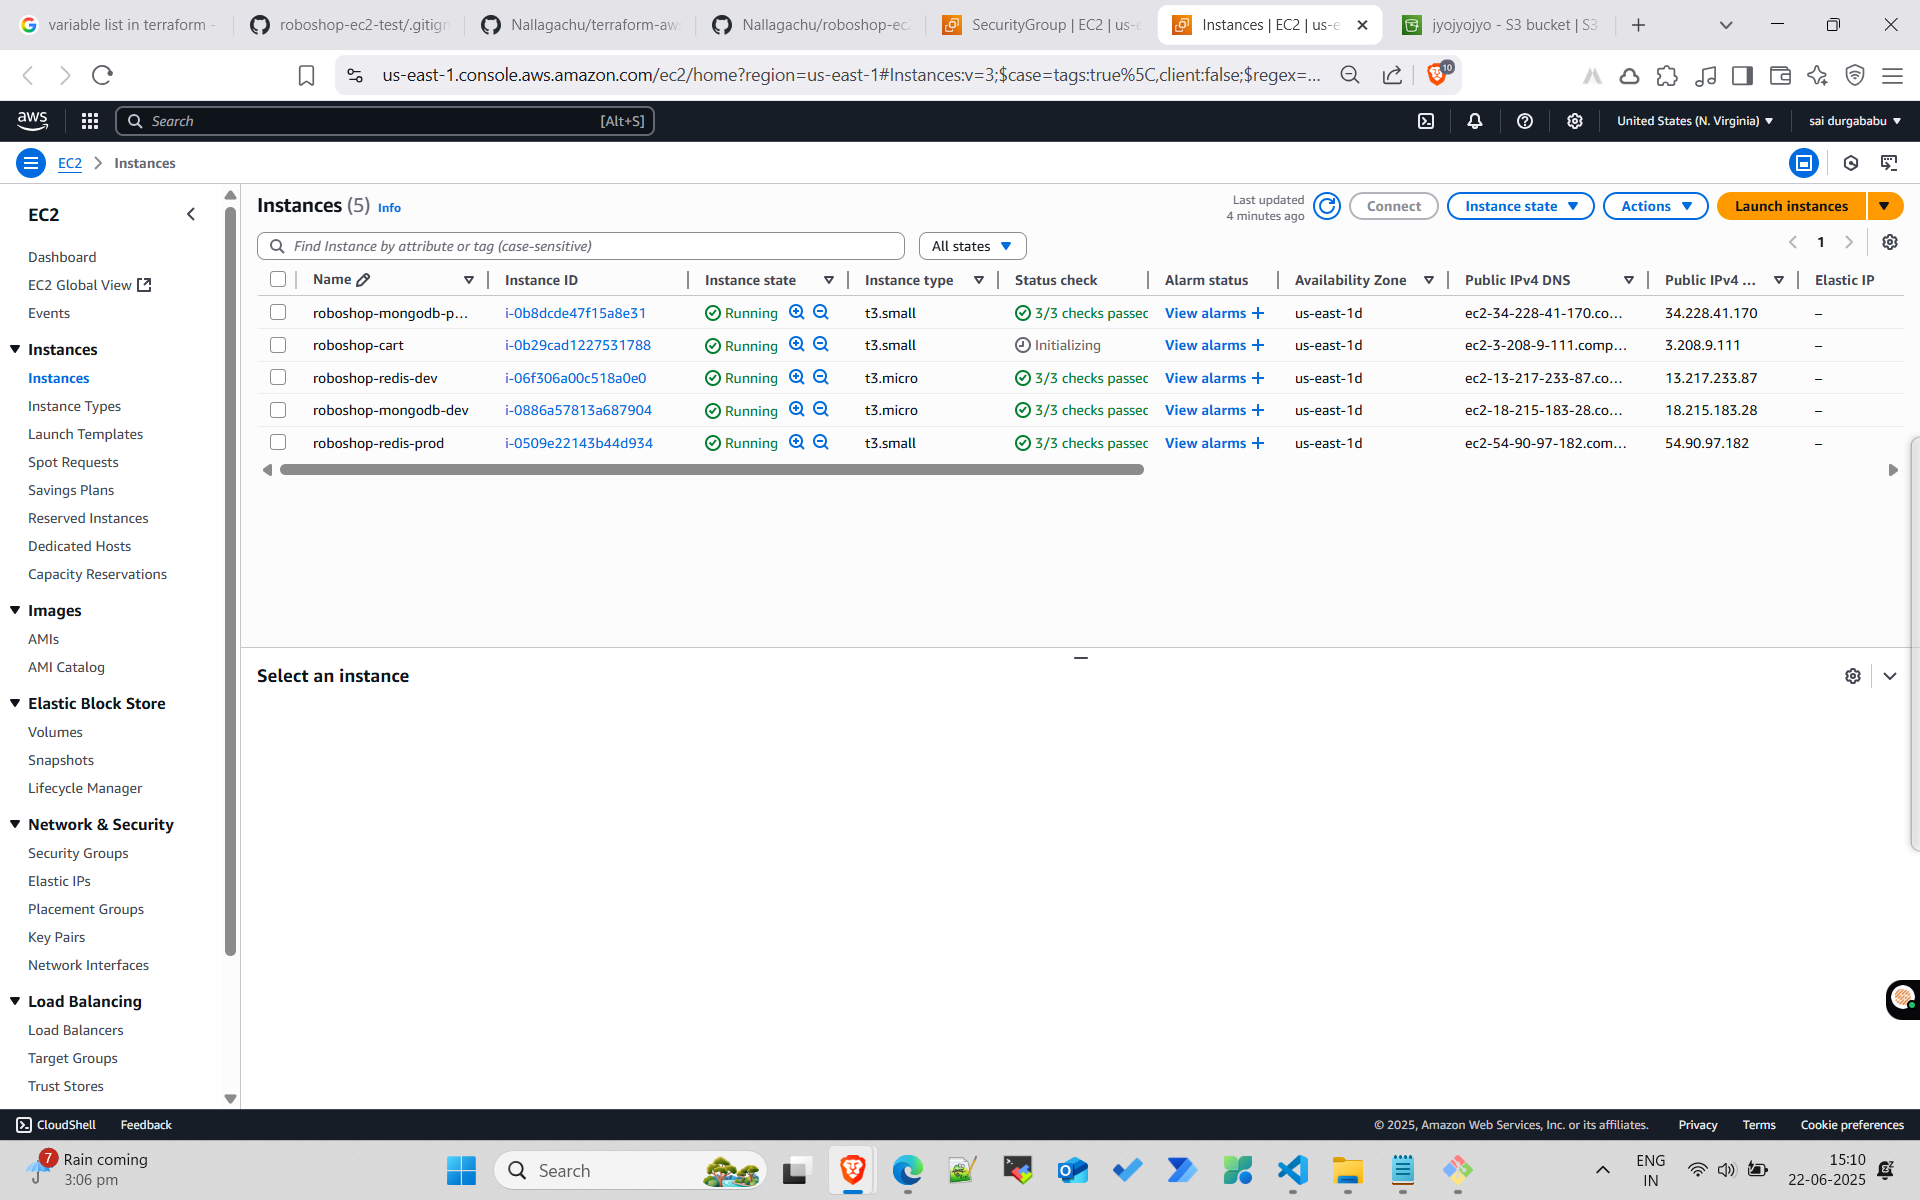 variable list in terraform -
roboshop-ec2-test/.gitign
Nallagachu/terraform-aws
Nallagachu/roboshop-ec2
SecurityGroup | EC2 | us-e
Instances | EC2 | us-e
jyojyojyo - S3 bucket | S3
us-east-1.console.aws.amazon.com/ec2/home?region=us-east-1#Instances:v=3;$case=tags:true%5C,client:false;$regex=...
10
aws
Search
[Alt+S]
United States (N. Virginia)
sai durgababu
EC2
Instances
EC2
Dashboard
EC2 Global View
Events
Instances
Instances
Instance Types
Launch Templates
Spot Requests
Savings Plans
Reserved Instances
Dedicated Hosts
Capacity Reservations
Images
AMIs
AMI Catalog
Elastic Block Store
Volumes
Snapshots
Lifecycle Manager
Network & Security
Security Groups
Elastic IPs
Placement Groups
Key Pairs
Network Interfaces
Load Balancing
Load Balancers
Target Groups
Trust Stores
Instances (5) Info
Last updated
4 minutes ago
Connect
Instance state
Actions
Launch instances
Find Instance by attribute or tag (case-sensitive)
All states
1
Name Instance ID Instance state Instance type Status check Alarm status Availability Zone Public IPv4 DNS Public IPv4 ... Elastic IP
roboshop-mongodb-p... i-0b8dcde47f15a8e31 Running t3.small 3/3 checks passed View alarms + us-east-1d ec2-34-228-41-170.co... 34.228.41.170 –
roboshop-cart i-0b29cad1227531788 Running t3.small Initializing View alarms + us-east-1d ec2-3-208-9-111.comp... 3.208.9.111 –
roboshop-redis-dev i-06f306a00c518a0e0 Running t3.micro 3/3 checks passed View alarms + us-east-1d ec2-13-217-233-87.co... 13.217.233.87 –
roboshop-mongodb-dev i-0886a57813a687904 Running t3.micro 3/3 checks passed View alarms + us-east-1d ec2-18-215-183-28.co... 18.215.183.28 –
roboshop-redis-prod i-0509e22143b44d934 Running t3.small 3/3 checks passed View alarms + us-east-1d ec2-54-90-97-182.com... 54.90.97.182 –
Select an instance
CloudShell
Feedback
© 2025, Amazon Web Services, Inc. or its affiliates.
Privacy
Terms
Cookie preferences
7
Rain coming
3:06 pm
Search
ENG
IN
15:10
22-06-2025